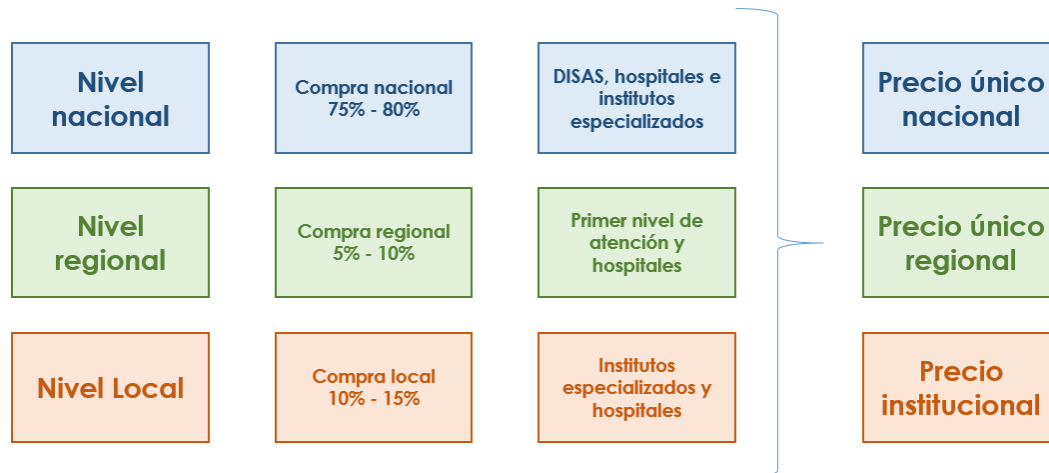 Nivel
nacional
Compra nacional
75% - 80%
DISAS, hospitales e
institutos
especializados
Precio único
nacional
Nivel
regional
Compra regional
5% - 10%
Primer nivel de
atención y
hospitales
Precio único
regional
Nivel Local
Compra local
10% - 15%
Institutos
especializados y
hospitales
Precio
institucional